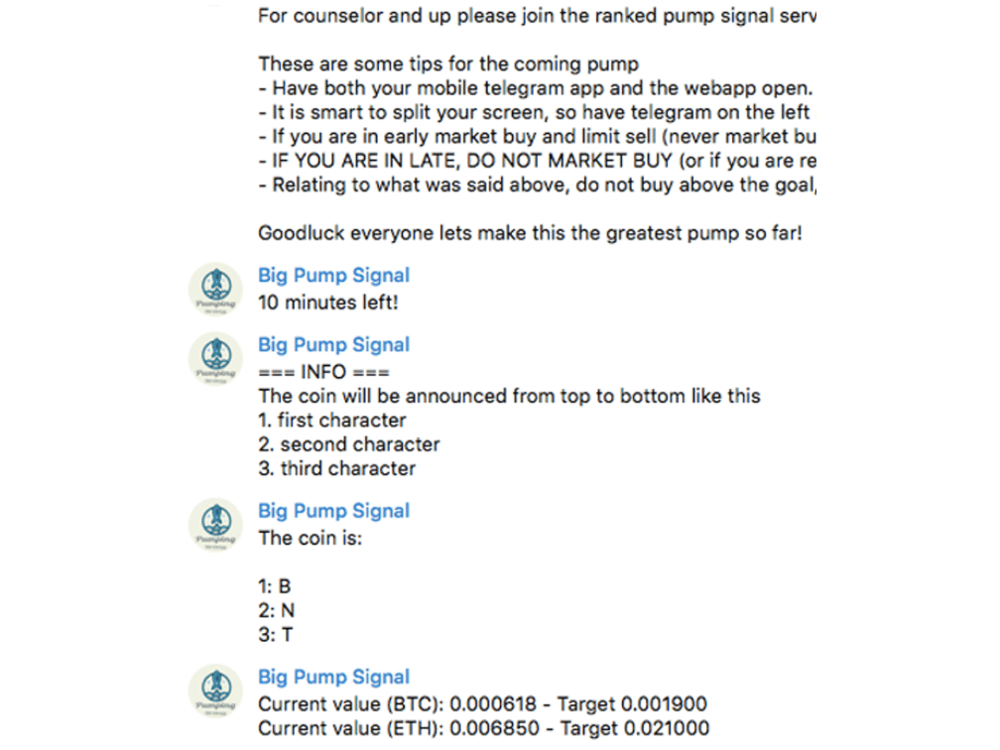 For counselor and up please join the ranked pump signal serv
These are some tips for the coming pump
- Have both your mobile telegram app and the webapp open.
- It is smart to split your screen, so have telegram on the left
- If you are in early market buy and limit sell (never market bu
- IF YOU ARE IN LATE, DO NOT MARKET BUY (or if you are re
- Relating to what was said above, do not buy above the goal,
Goodluck everyone lets make this the greatest pump so far!
Big Pump Signal
Pumping
10 minutes left!
Big Pump Signal
Pumping
=== INFO ===
The coin will be announced from top to bottom like this
1. first character
2. second character
3. third character
Big Pump Signal
Pumping
The coin is:
1: B
2: N
3: T
Big Pump Signal
Pumping
Current value (BTC): 0.000618 - Target 0.001900
Current value (ETH): 0.006850 - Target 0.021000